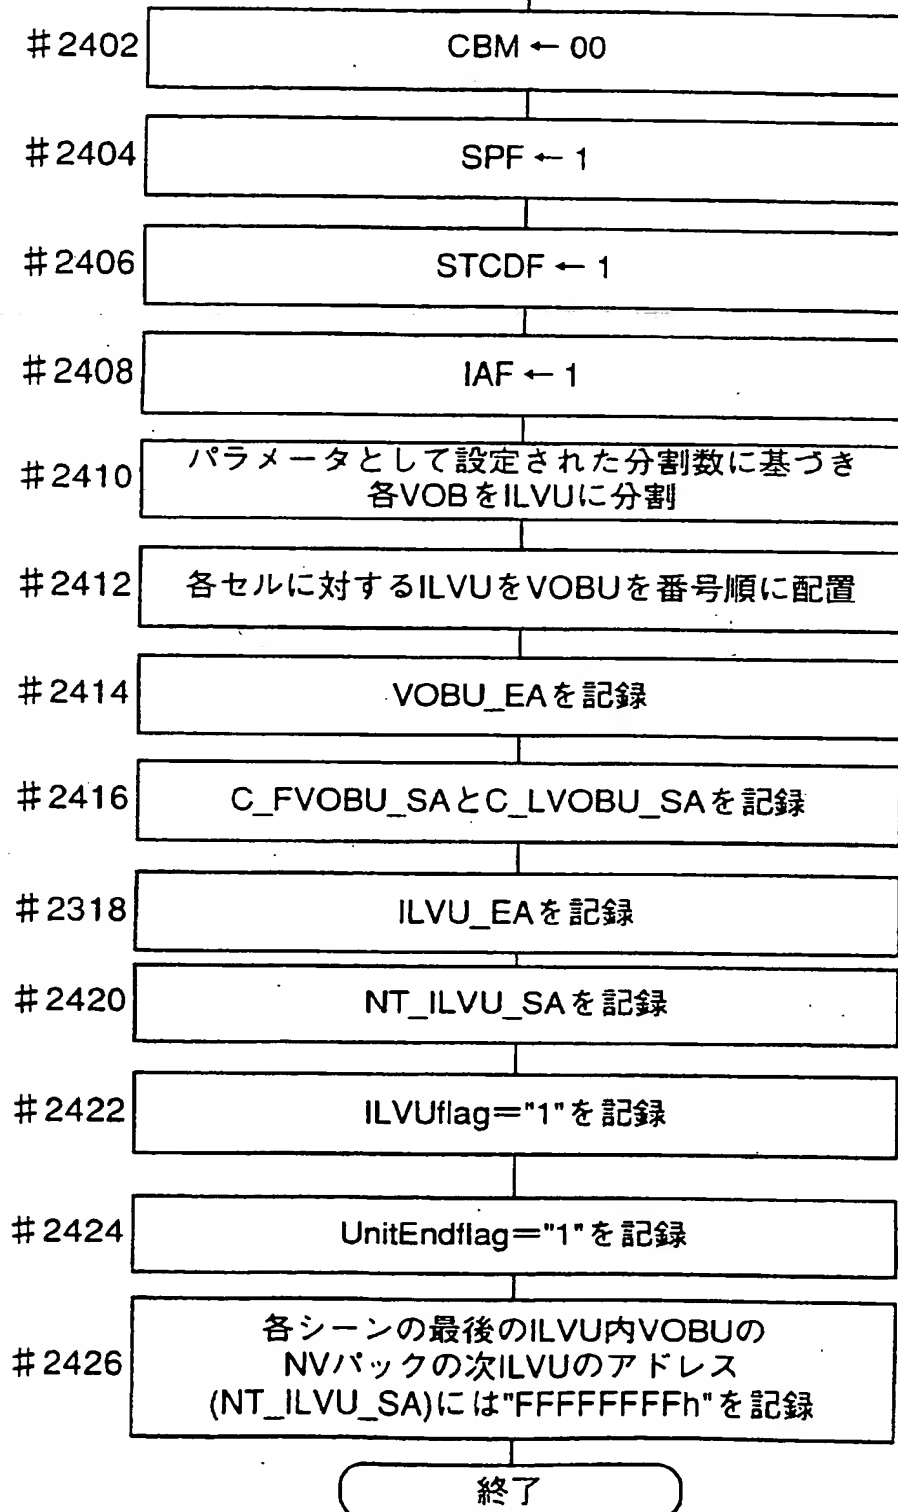 #2402
CBM ← 00
#2404
SPF ← 1
#2406
STCDF ← 1
#2408
IAF ← 1
#2410
パラメータとして設定された分割数に基づき
各VOBをILVUに分割
#2412
各セルに対するILVUをVOBUを番号順に配置
#2414
VOBU_EAを記録
#2416
C_FVOBU_SAとC_LVOBU_SAを記録
#2318
ILVU_EAを記録
#2420
NT_ILVU_SAを記録
#2422
ILVUflag="1"を記録
#2424
UnitEndflag="1"を記録
#2426
各シーンの最後のILVU内VOBUの
NVパックの次ILVUのアドレス
(NT_ILVU_SA)には"FFFFFFFFh"を記録
終了